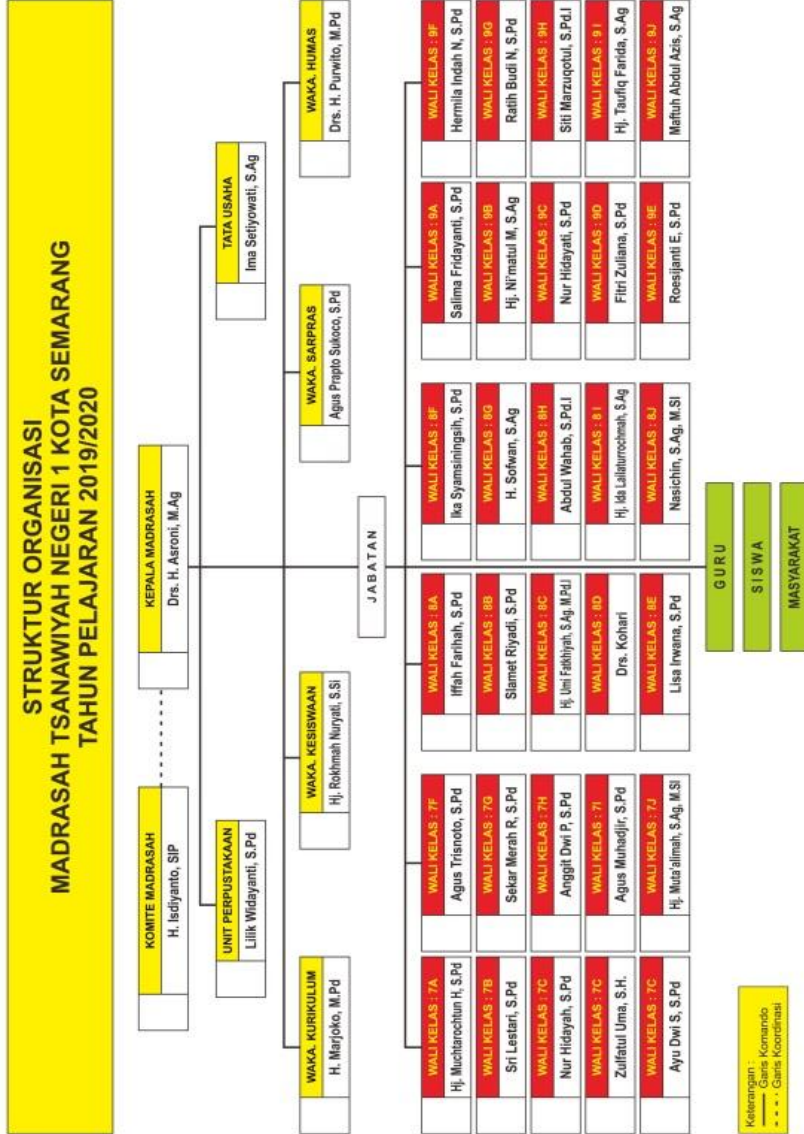 STRUKTUR ORGANISASI
MADRASAH TSANAWIYAH NEGERI 1 KOTA SEMARANG
TAHUN PELAJARAN 2019/2020
KOMITE MADRASAH
H. Isdiyanto, SIP
KEPALA MADRASAH
Drs. H. Asroni, M.Ag
UNIT PERPUSTAKAAN
Lilik Widayanti, S.Pd
TATA USAHA
Ima Setiyowati, S.Ag
WAKA. KURIKULUM
H. Marjoko, M.Pd
WAKA. KESISWAAN
Hj. Rokhmah Nuryati, S.Si
WAKA. SARPRAS
Agus Prapto Sukoco, S.Pd
WAKA. HUMAS
Drs. H. Purwito, M.Pd
JABATAN
WALI KELAS : 7A
Hj. Muchtarochtun H, S.Pd
WALI KELAS : 7B
Sri Lestari, S.Pd
WALI KELAS : 7C
Nur Hidayah, S.Pd
WALI KELAS : 7C
Zulfatul Uma, S.H.
WALI KELAS : 7C
Ayu Dwi S, S.Pd
WALI KELAS : 7F
Agus Trisnoto, S.Pd
WALI KELAS : 7G
Sekar Merah R, S.Pd
WALI KELAS : 7H
Anggit Dwi P, S.Pd
WALI KELAS : 7I
Agus Muhadjir, S.Pd
WALI KELAS : 7J
Hj. Muta'alimah, S.Ag, M.SI
WALI KELAS : 8A
Iffah Farihah, S.Pd
WALI KELAS : 8B
Slamet Riyadi, S.Pd
WALI KELAS : 8C
Hj. Umi Fatkhiyah, S.Ag, M.Pd.I
WALI KELAS : 8D
Drs. Kohari
WALI KELAS : 8E
Lisa Irwana, S.Pd
WALI KELAS : 8F
Ika Syamsiningsih, S.Pd
WALI KELAS : 8G
H. Sofwan, S.Ag
WALI KELAS : 8H
Abdul Wahab, S.Pd.I
WALI KELAS : 8 I
Hj. Ida Lailaturrochmah, S.Ag
WALI KELAS : 8J
Nasichin, S.Ag, M.SI
WALI KELAS : 9A
Salima Fridayanti, S.Pd
WALI KELAS : 9B
Hj. Ni'matul M, S.Ag
WALI KELAS : 9C
Nur Hidayati, S.Pd
WALI KELAS : 9D
Fitri Zuliana, S.Pd
WALI KELAS : 9E
Roesijanti E, S.Pd
WALI KELAS : 9F
Hermila Indah N, S.Pd
WALI KELAS : 9G
Ratih Budi N, S.Pd
WALI KELAS : 9H
Siti Marzuqotul, S.Pd.I
WALI KELAS : 9 I
Hj. Taufiq Farida, S.Ag
WALI KELAS : 9J
Maftuh Abdul Azis, S.Ag
GURU
SISWA
MASYARAKAT
Keterangan :
Garis Komando
Garis Koordinasi